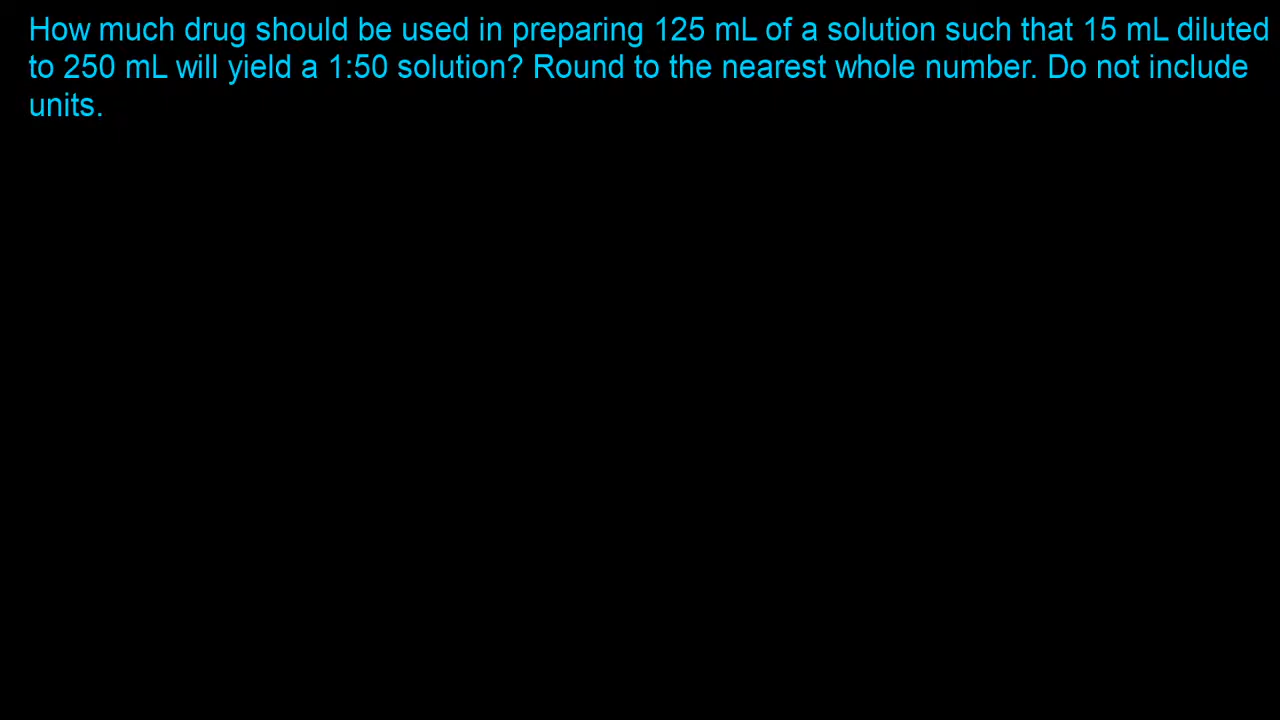 How much drug should be used in preparing 125 mL of a solution such that 15 mL diluted
to 250 mL will yield a 1:50 solution? Round to the nearest whole number. Do not include
units.